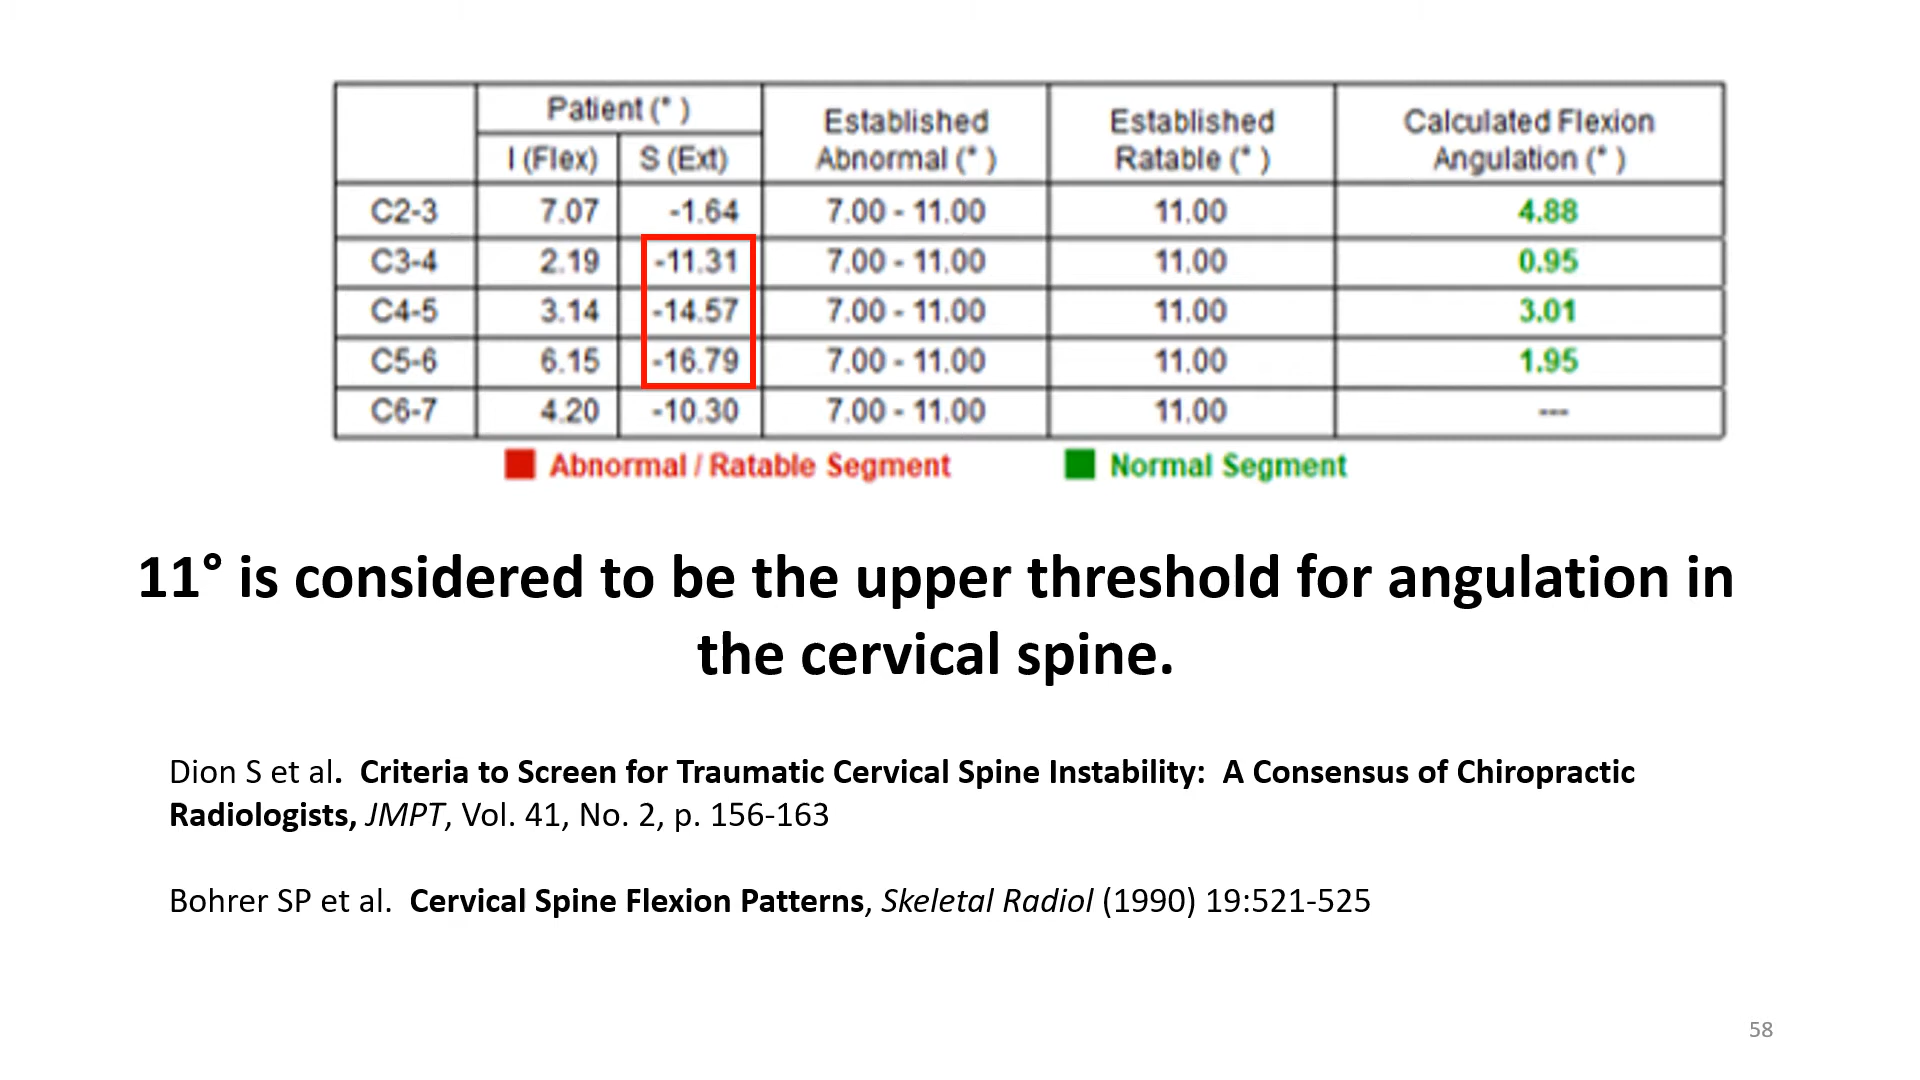 Patient (° ) Established Abnormal (° ) Established Ratable (° ) Calculated Flexion Angulation (° )
I (Flex) S (Ext)
C2-3 7.07 -1.64 7.00 - 11.00 11.00 4.88
C3-4 2.19 -11.31 7.00 - 11.00 11.00 0.95
C4-5 3.14 -14.57 7.00 - 11.00 11.00 3.01
C5-6 6.15 -16.79 7.00 - 11.00 11.00 1.95
C6-7 4.20 -10.30 7.00 - 11.00 11.00 ---
Abnormal / Ratable Segment Normal Segment
11° is considered to be the upper threshold for angulation in
the cervical spine.
Dion S et al. Criteria to Screen for Traumatic Cervical Spine Instability: A Consensus of Chiropractic
Radiologists, JMPT, Vol. 41, No. 2, p. 156-163
Bohrer SP et al. Cervical Spine Flexion Patterns, Skeletal Radiol (1990) 19:521-525
58